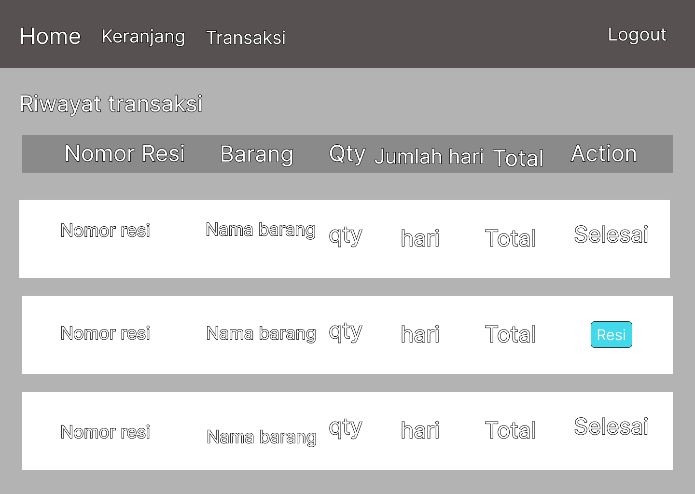 Home Keranjang Transaksi Logout
Riwayat transaksi
Nomor Resi Barang Qty Jumlah hari Total Action
Nomor resi Nama barang qty hari Total Selesai
Nomor resi Nama barang qty hari Total Resi
Nomor resi Nama barang qty hari Total Selesai